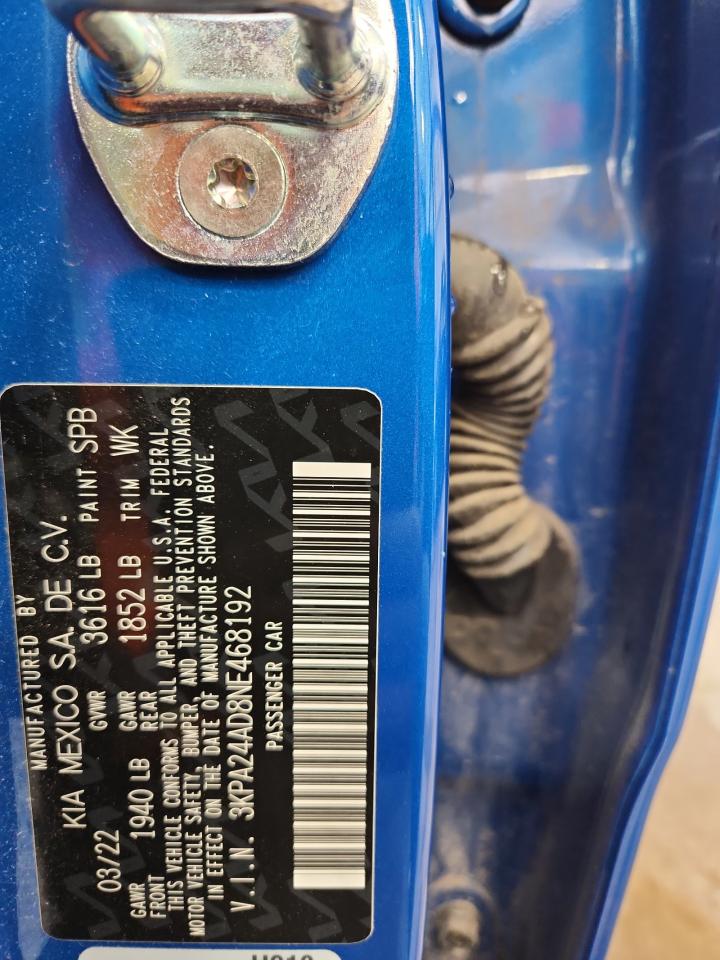 MANUFACTURED BY
KIA MEXICO S.A. DE C.V.
03/22 GVWR 3616 LB PAINT SPB
GAWR FRONT 1940 LB GAWR REAR 1852 LB TRIM WK
THIS VEHICLE CONFORMS TO ALL APPLICABLE U.S.A. FEDERAL
MOTOR VEHICLE SAFETY, BUMPER, AND THEFT PREVENTION STANDARDS
IN EFFECT ON THE DATE OF MANUFACTURE SHOWN ABOVE.
V.I.N. 3KPA24AD8NE468192
PASSENGER CAR